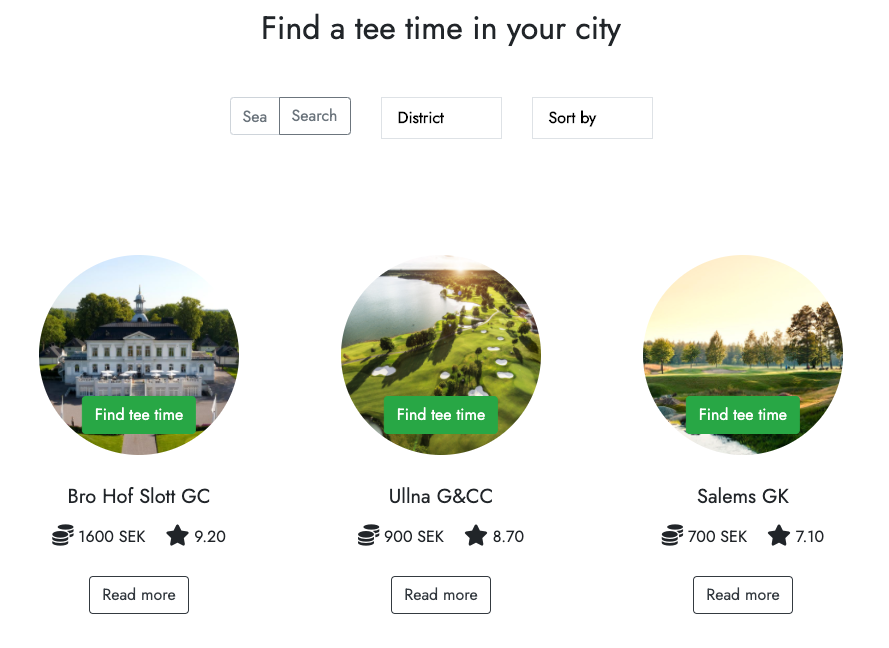 Find a tee time in your city
Sea Search District Sort by
Find tee time Find tee time Find tee time
Bro Hof Slott GC Ullna G&CC Salems GK
1600 SEK 9.20 900 SEK 8.70 700 SEK 7.10
Read more Read more Read more